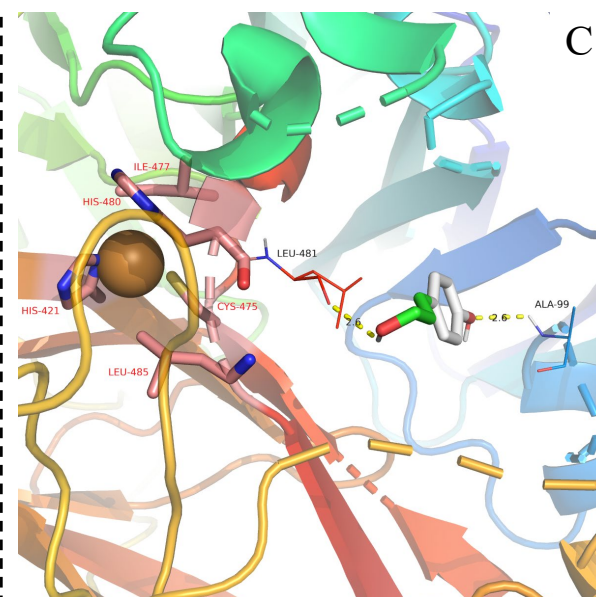 C
ILE-477
HIS-480
LEU-481
HIS-421
CYS-475
2.6
2.6
ALA-99
LEU-485